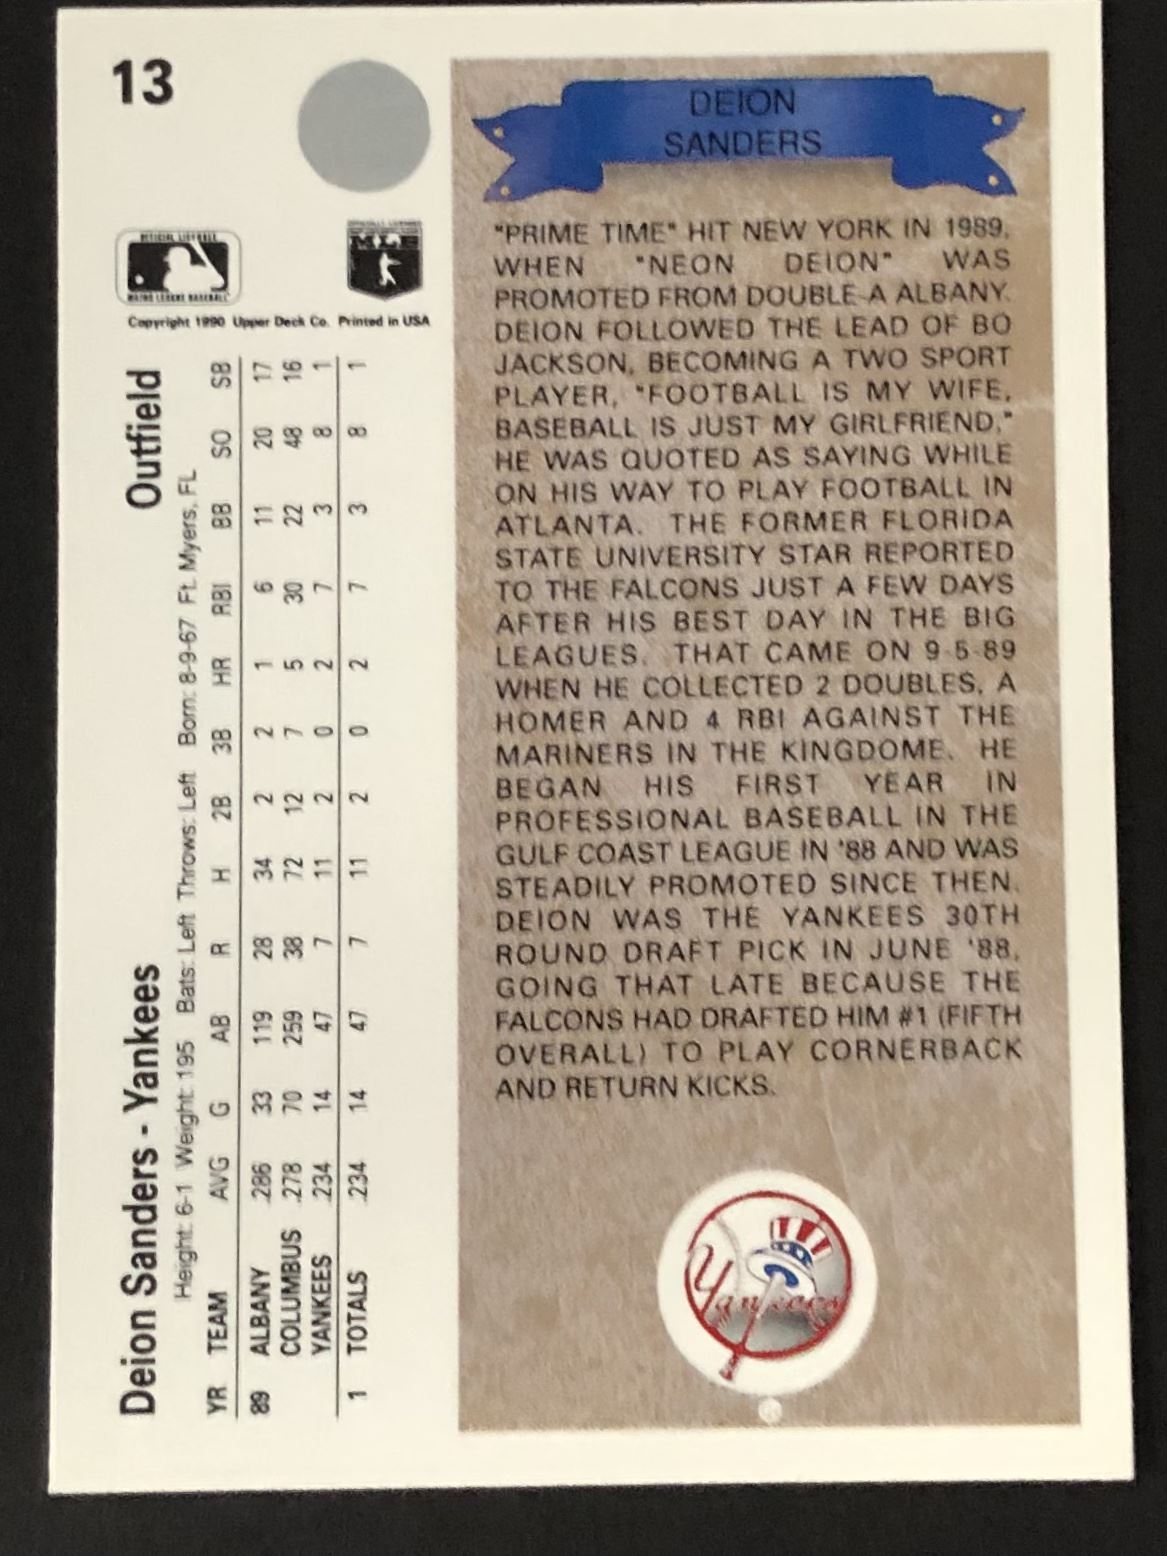 13
Copyright 1990 Upper Deck Co. Printed in USA
Deion Sanders - Yankees Outfield
Height: 6-1 Weight: 195 Bats: Left Throws: Left Born: 8-9-67 Ft. Myers, FL
YR TEAM AVG G AB R H 2B 3B HR RBI BB SO SB
89 ALBANY .286 33 119 28 34 2 2 1 6 11 20 17
COLUMBUS .278 70 259 38 72 12 7 5 30 22 48 16
YANKEES .234 14 47 7 11 2 0 2 7 3 8 1
1 TOTALS .234 14 47 7 11 2 0 2 7 3 8 1
OFFICIAL LICENSEE
MAJOR LEAGUE BASEBALL
MLB
DEION
SANDERS
"PRIME TIME" HIT NEW YORK IN 1989,
WHEN "NEON DEION" WAS
PROMOTED FROM DOUBLE-A ALBANY.
DEION FOLLOWED THE LEAD OF BO
JACKSON, BECOMING A TWO SPORT
PLAYER, "FOOTBALL IS MY WIFE,
BASEBALL IS JUST MY GIRLFRIEND,"
HE WAS QUOTED AS SAYING WHILE
ON HIS WAY TO PLAY FOOTBALL IN
ATLANTA. THE FORMER FLORIDA
STATE UNIVERSITY STAR REPORTED
TO THE FALCONS JUST A FEW DAYS
AFTER HIS BEST DAY IN THE BIG
LEAGUES. THAT CAME ON 9-5-89
WHEN HE COLLECTED 2 DOUBLES, A
HOMER AND 4 RBI AGAINST THE
MARINERS IN THE KINGDOME. HE
BEGAN HIS FIRST YEAR IN
PROFESSIONAL BASEBALL IN THE
GULF COAST LEAGUE IN '88 AND WAS
STEADILY PROMOTED SINCE THEN.
DEION WAS THE YANKEES 30TH
ROUND DRAFT PICK IN JUNE '88,
GOING THAT LATE BECAUSE THE
FALCONS HAD DRAFTED HIM #1 (FIFTH
OVERALL) TO PLAY CORNERBACK
AND RETURN KICKS.
Yankees